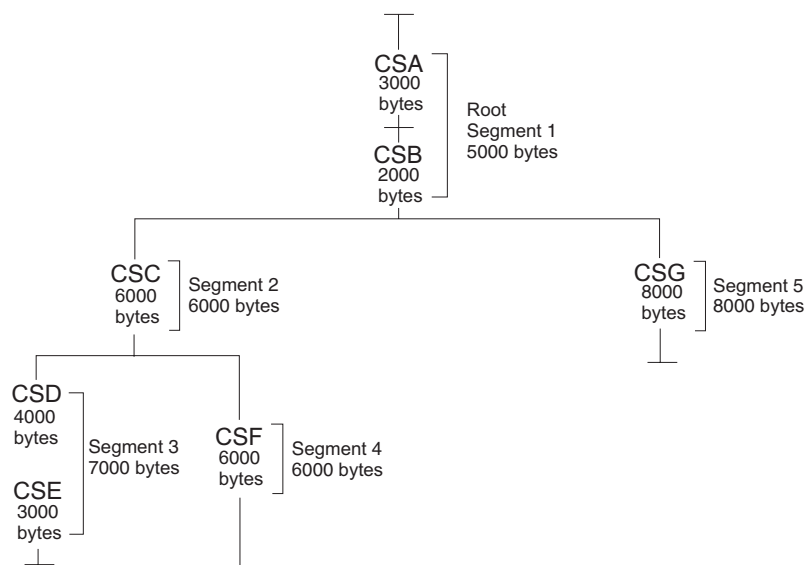 CSA
3000
bytes
Root
Segment 1
5000 bytes
CSB
2000
bytes
CSC
6000
bytes
Segment 2
6000 bytes
CSG
8000
bytes
Segment 5
8000 bytes
CSD
4000
bytes
Segment 3
7000 bytes
CSE
3000
bytes
CSF
6000
bytes
Segment 4
6000 bytes